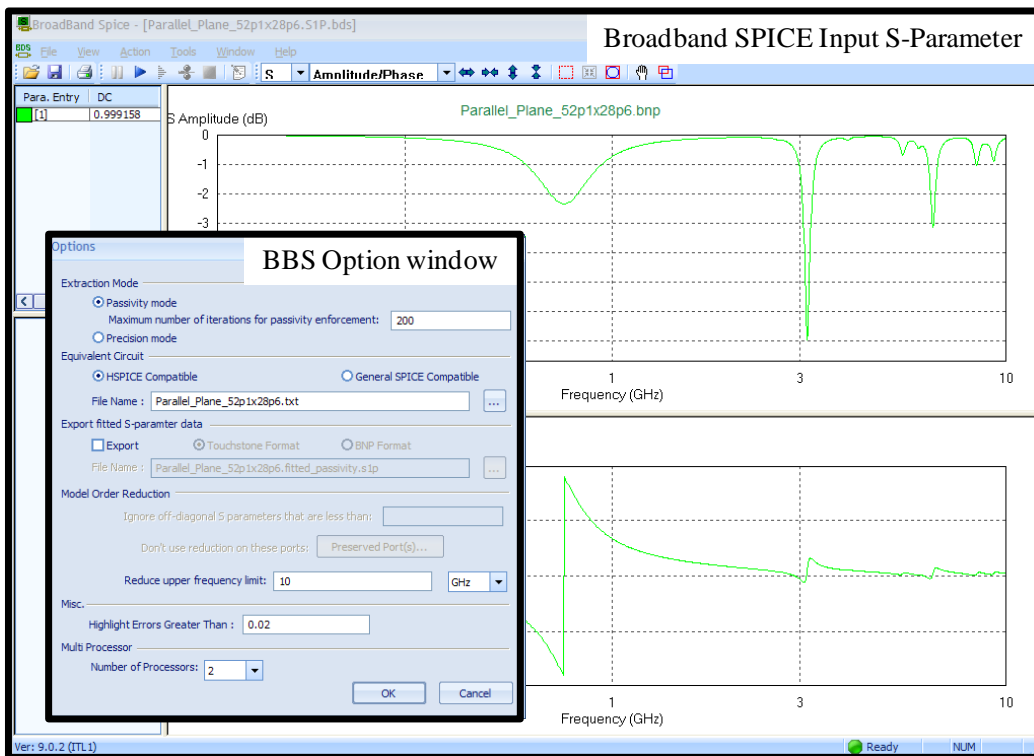 BroadBand Spice - [Parallel_Plane_52p1x28p6.S1P.bds]
Broadband SPICE Input S-Parameter
BDS File View Action Tools Window Help
S Amplitude/Phase
Para. Entry DC
[1] 0.999158
Parallel_Plane_52p1x28p6.bnp
S Amplitude (dB)
0
-1
-2
-3
1 3 10
Frequency (GHz)
Options
BBS Option window
Extraction Mode
Passivity mode
Maximum number of iterations for passivity enforcement: 200
Precision mode
Equivalent Circuit
HSPICE Compatible General SPICE Compatible
File Name : Parallel_Plane_52p1x28p6.txt ...
Export fitted S-paramter data
Export Touchstone Format BNP Format
File Name : Parallel_Plane_52p1x28p6.fitted_passivity.s1p ...
Model Order Reduction
Ignore off-diagonal S parameters that are less than:
Don't use reduction on these ports: Preserved Port(s)...
Reduce upper frequency limit: 10 GHz
Misc.
Highlight Errors Greater Than : 0.02
Multi Processor
Number of Processors: 2
OK Cancel
1 3 10
Frequency (GHz)
Ver: 9.0.2 (ITL1) Ready NUM